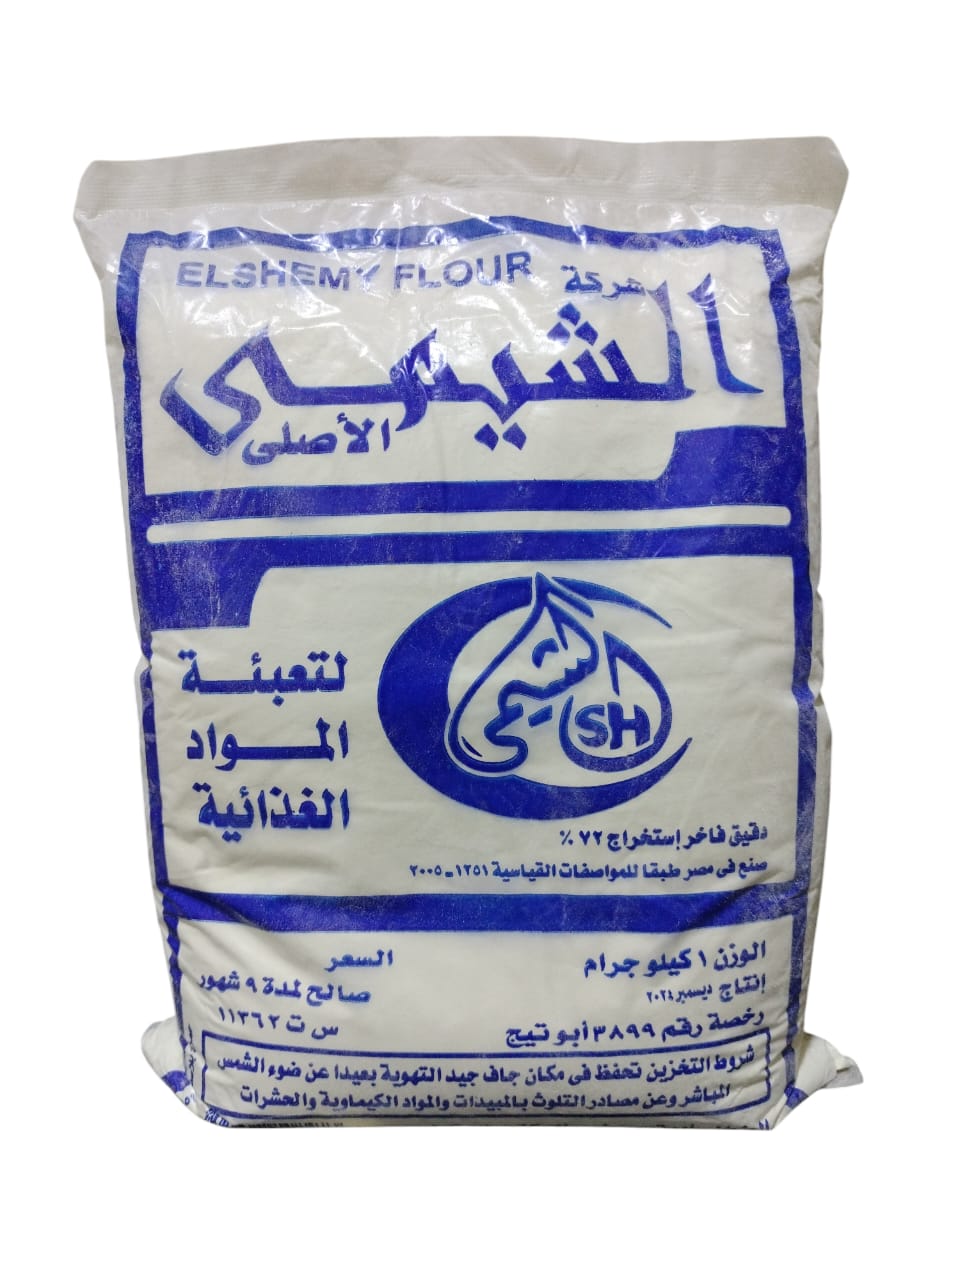 ELSHEMY FLOUR
شركة
الشيمى
الأصلى
الشيمى
SH
لتعبئة
المواد
الغذائية
دقيق فاخر إستخراج ٧٢ ٪
صنع فى مصر طبقا للمواصفات القياسية ١٢٥١ - ٢٠٠٥
الوزن ١ كيلو جرام
السعر
إنتاج ديسمبر ٢٠٢٤
صالح لمدة ٩ شهور
رخصة رقم ٣٨٩٩ أبو تيج
س ت ١١٣٦٢
شروط التخزين تحفظ فى مكان جاف جيد التهوية بعيدا عن ضوء الشمس
المباشر وعن مصادر التلوث بالمبيدات والمواد الكيماوية والحشرات